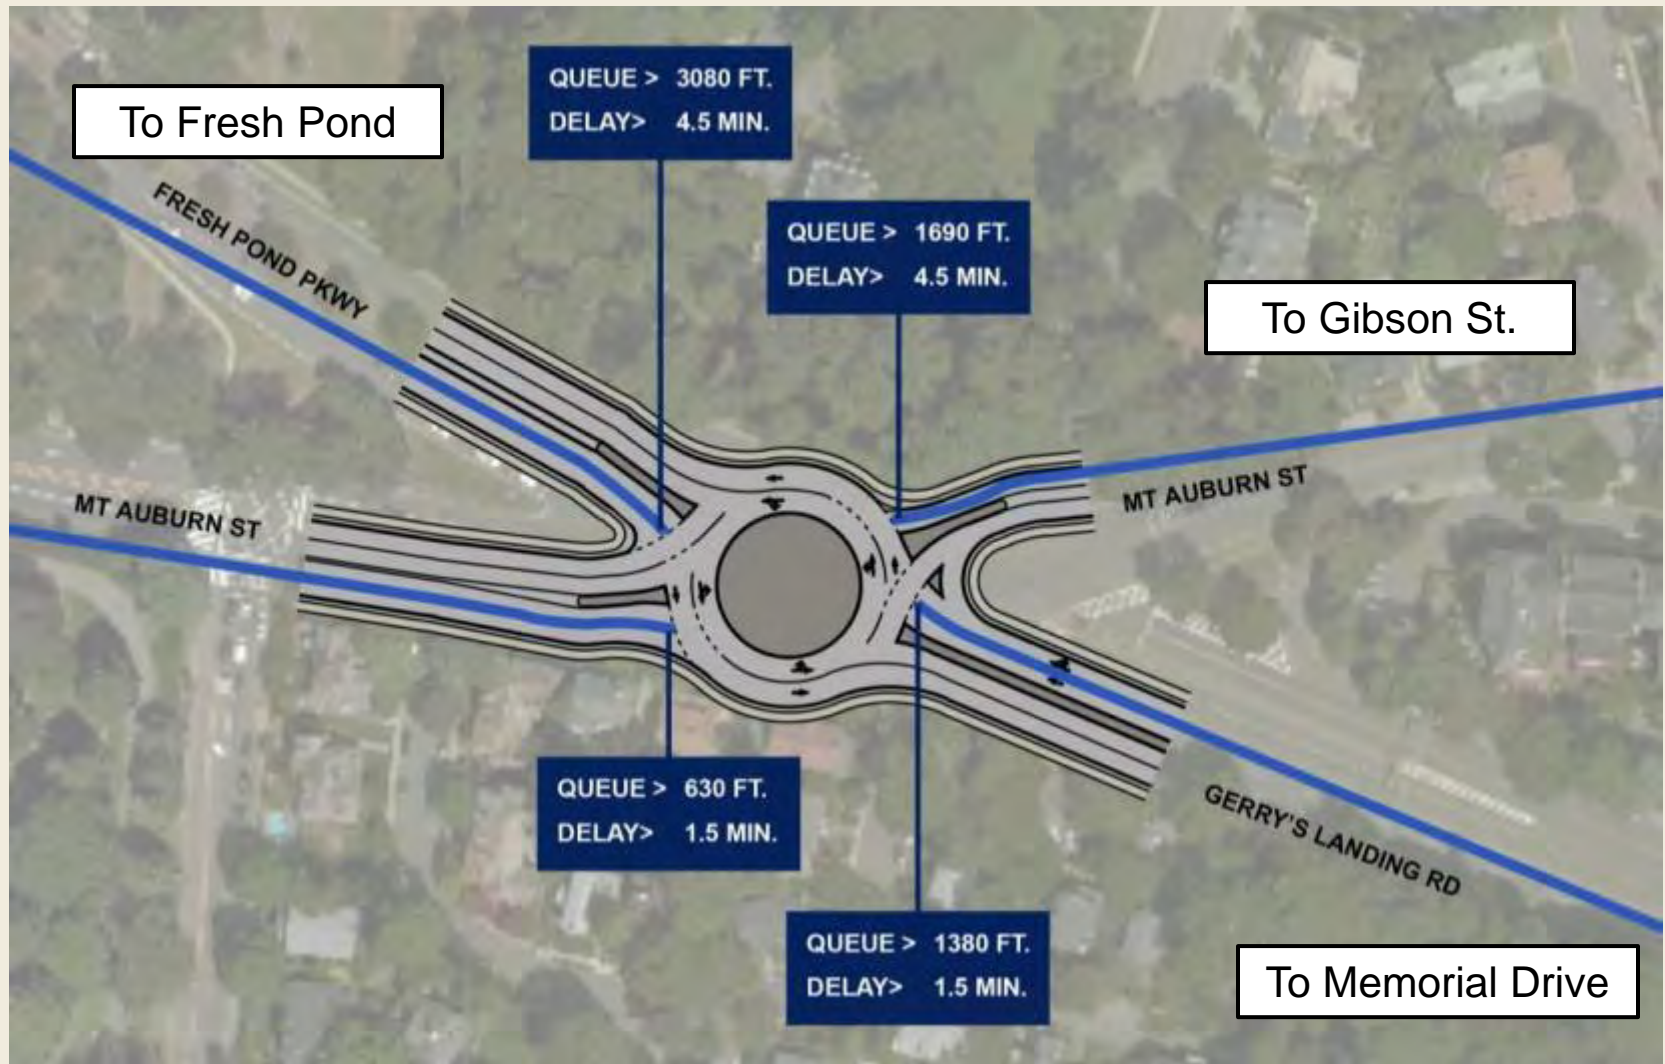 QUEUE > 3080 FT.
DELAY> 4.5 MIN.
To Fresh Pond
FRESH POND PKWY
QUEUE > 1690 FT.
DELAY> 4.5 MIN.
To Gibson St.
MT AUBURN ST
MT AUBURN ST
QUEUE > 630 FT.
DELAY> 1.5 MIN.
GERRY'S LANDING RD
QUEUE > 1380 FT.
DELAY> 1.5 MIN.
To Memorial Drive